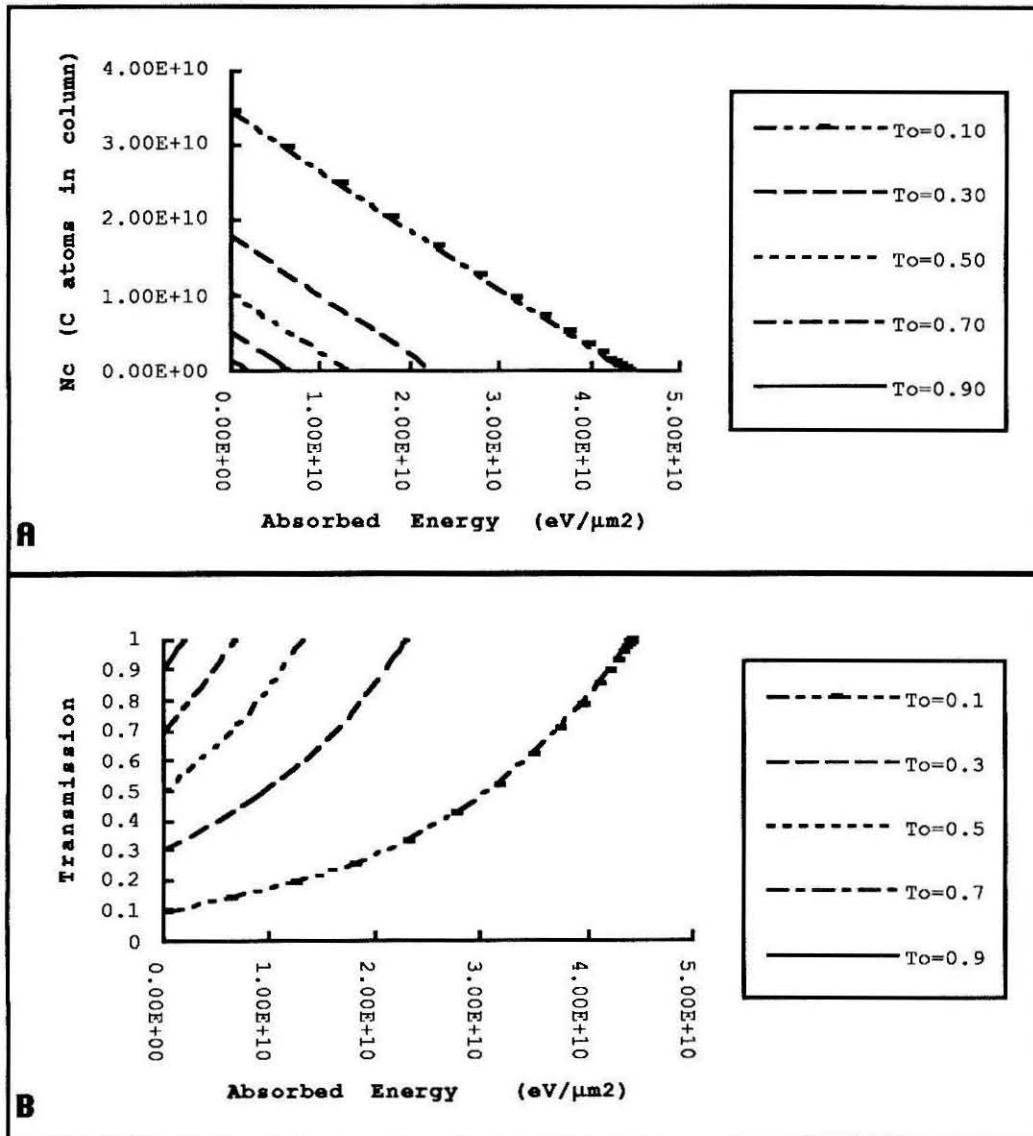 4.00E+10
3.00E+10
2.00E+10
1.00E+10
0.00E+00
Nc (C atoms in column)
0.00E+00
1.00E+10
2.00E+10
3.00E+10
4.00E+10
5.00E+10
Absorbed Energy (eV/µm2)
To=0.10
To=0.30
To=0.50
To=0.70
To=0.90
A
1
0.9
0.8
0.7
0.6
0.5
0.4
0.3
0.2
0.1
0
Transmission
0.00E+00
1.00E+10
2.00E+10
3.00E+10
4.00E+10
5.00E+10
Absorbed Energy (eV/µm2)
To=0.1
To=0.3
To=0.5
To=0.7
To=0.9
B